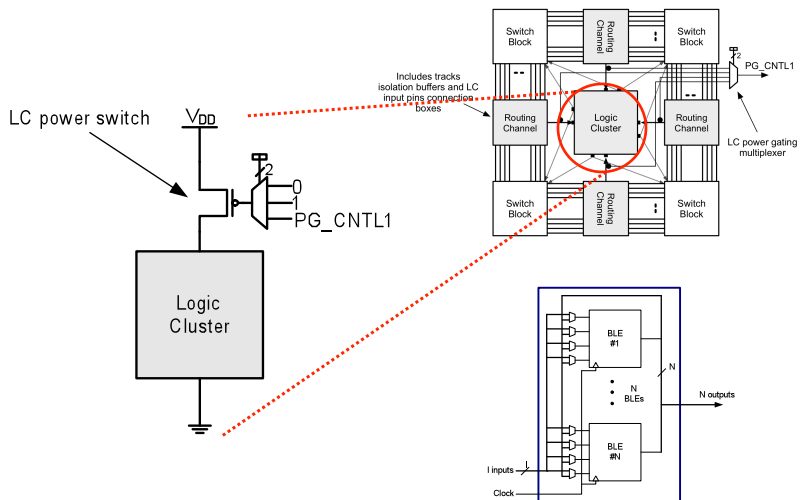 LC power switch
VDD
2
0
1
PG_CNTL1
Logic
Cluster
Includes tracks
isolation buffers and LC
input pins connection
boxes
Switch
Block
Routing
Channel
Switch
Block
2
PG_CNTL1
LC power gating
multiplexer
Routing
Channel
Logic
Cluster
Routing
Channel
Switch
Block
Routing
Channel
Switch
Block
BLE
#1
N
N
BLEs
N outputs
BLE
#N
I inputs
I
Clock